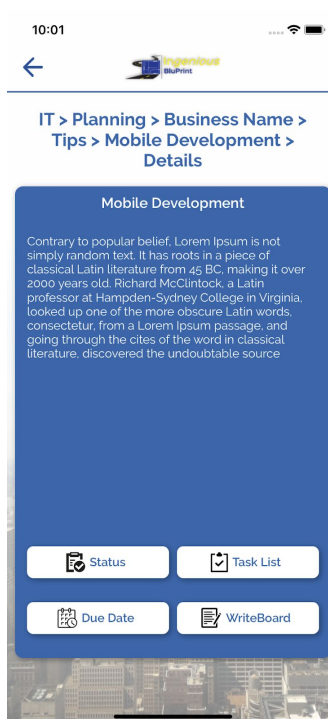 10:01
Ingenious
BluPrint
IT > Planning > Business Name >
Tips > Mobile Development >
Details
Mobile Development
Contrary to popular belief, Lorem Ipsum is not
simply random text. It has roots in a piece of
classical Latin literature from 45 BC, making it over
2000 years old. Richard McClintock, a Latin
professor at Hampden-Sydney College in Virginia,
looked up one of the more obscure Latin words,
consectetur, from a Lorem Ipsum passage, and
going through the cites of the word in classical
literature, discovered the undoubtable source
Status
Task List
Due Date
WriteBoard